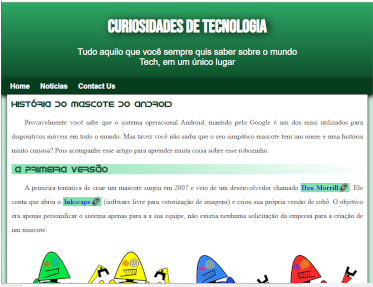 CURIOSIDADES DE TECNOLOGIA
Tudo aquilo que você sempre quis saber sobre o mundo
Tech, em um único lugar
Home Notícias Contact Us
HISTÓRIA DO MASCOTE DO ANDROID
Provavelmente você sabe que o sistema operacional Android, mantido pelo Google é um dos mais utilizados para
dispositivos móveis em todo o mundo. Mas tavez você não saiba que o seu simpático mascote tem um nome e uma história
muito curiosa? Pois acompanhe esse artigo para aprender muita coisa sobre esse robozinho.
A PRIMEIRA VERSÃO
A primeira tentativa de criar um mascote surgiu em 2007 e veio de um desenvolvedor chamado Dan Morrill. Ele
conta que abriu o Inkscape (software livre para vetorização de imagens) e criou sua própria versão de robô. O objetivo
era apenas personificar o sistema apenas para a a sua equipe, não existia nenhuma solicitação da empresa para a criação de
um mascote.